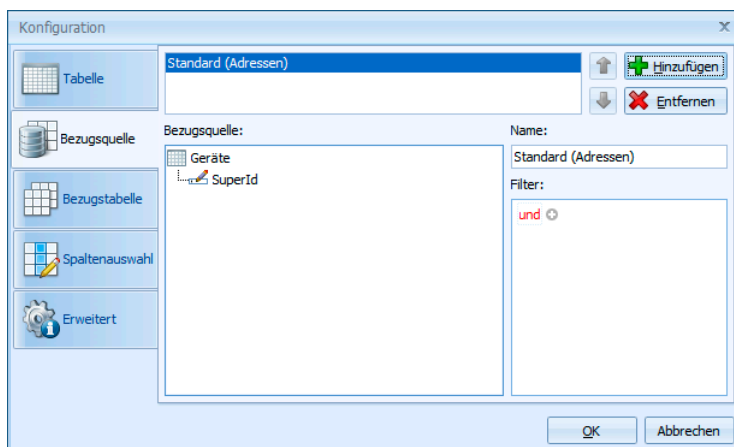 Konfiguration
x
Tabelle
Bezugsquelle
Bezugstabelle
Spaltenauswahl
Erweitert
Standard (Adressen)
Hinzufügen
Entfernen
Bezugsquelle:
Geräte
SuperId
Name:
Standard (Adressen)
Filter:
und
OK
Abbrechen